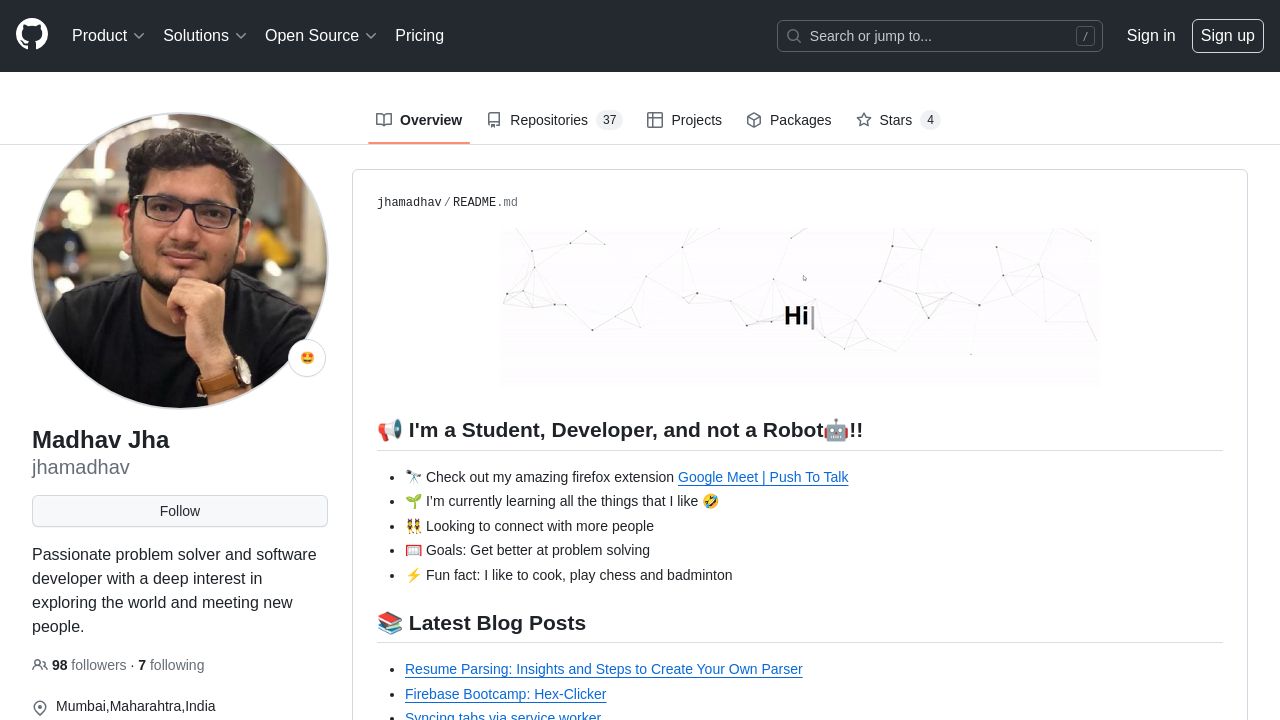 Product
Solutions
Open Source
Pricing
Search or jump to...
/
Sign in
Sign up
Overview
Repositories 37
Projects
Packages
Stars 4
Madhav Jha
jhamadhav
Follow
Passionate problem solver and software
developer with a deep interest in
exploring the world and meeting new
people.
98 followers · 7 following
Mumbai,Maharahtra,India
jhamadhav/README.md
Hi
📢 I'm a Student, Developer, and not a Robot🤖!!
🔭 Check out my amazing firefox extension Google Meet | Push To Talk
🌱 I'm currently learning all the things that I like 🤣
👯 Looking to connect with more people
🥅 Goals: Get better at problem solving
⚡ Fun fact: I like to cook, play chess and badminton
📚 Latest Blog Posts
Resume Parsing: Insights and Steps to Create Your Own Parser
Firebase Bootcamp: Hex-Clicker
Syncing tabs via service worker